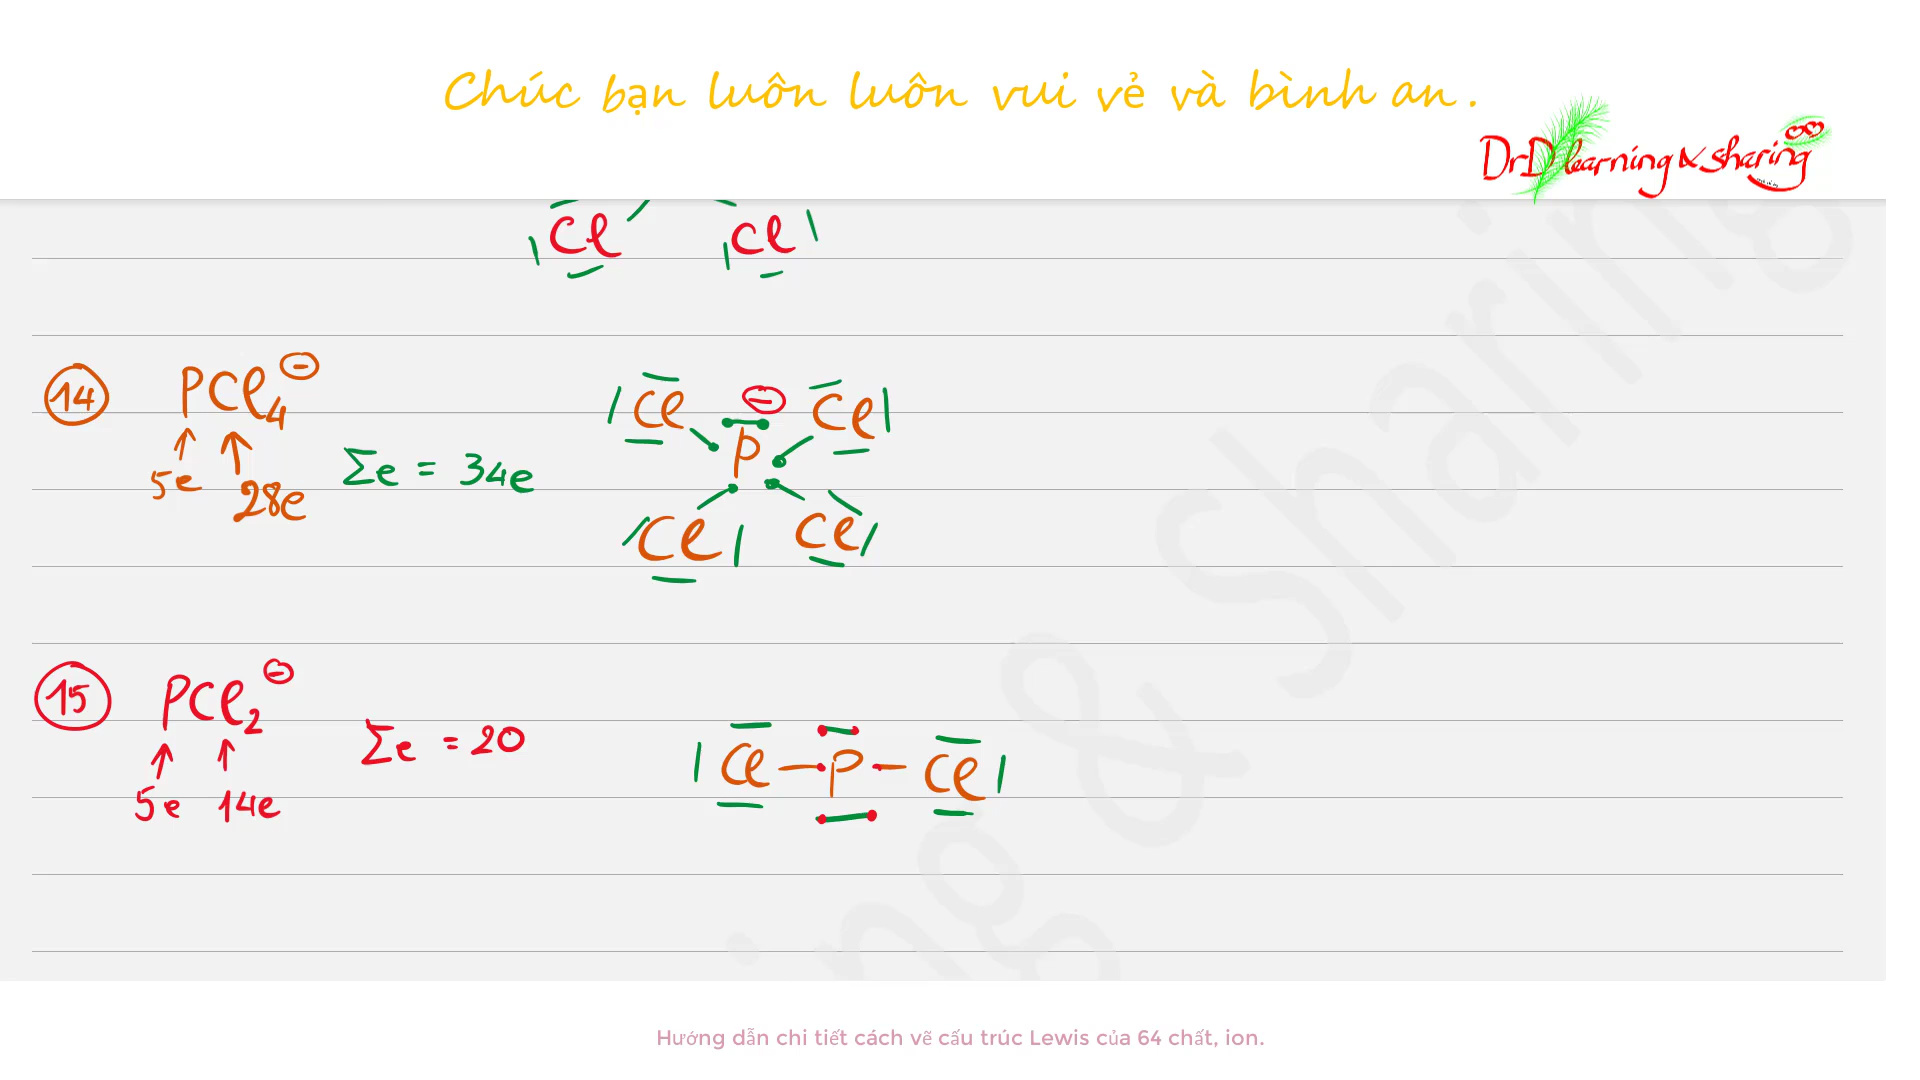 Chúc bạn luôn luôn vui vẻ và bình an.
DrD learning & sharing
Cl Cl
14 PCl₄⁻
5e 28e
Σe = 34e
Cl ⊖ Cl
P
Cl Cl
15 PCl₂⁻
5e 14e
Σe = 20
Cl — P — Cl
ing & Sharing
Hướng dẫn chi tiết cách vẽ cấu trúc Lewis của 64 chất, ion.